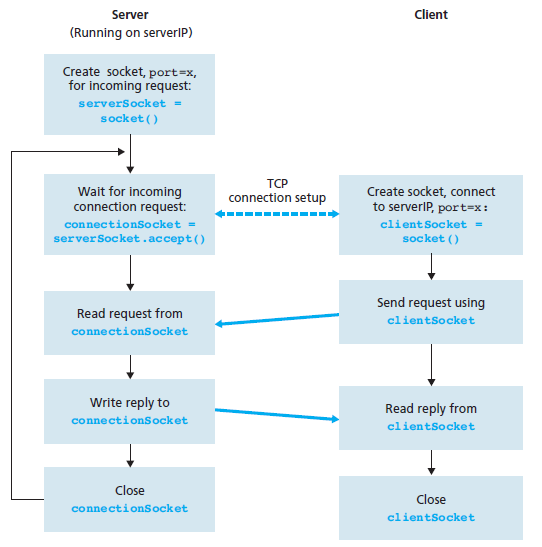 Server
(Running on serverIP)
Client
Create socket, port=x,
for incoming request:
serverSocket =
socket()
Wait for incoming
connection request:
connectionSocket =
serverSocket.accept()
TCP
connection setup
Create socket, connect
to serverIP, port=x:
clientSocket =
socket()
Read request from
connectionSocket
Send request using
clientSocket
Write reply to
connectionSocket
Read reply from
clientSocket
Close
connectionSocket
Close
clientSocket